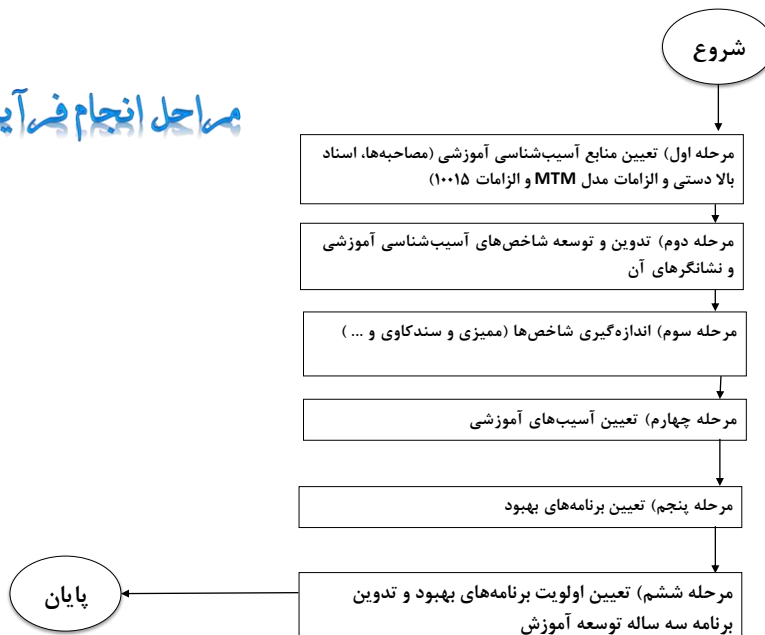 شروع
مراحل انجام
مرحله اول) تعیین منابع آسیب‌شناسی آموزشی (مصاحبه‌ها، اسناد
بالا دستی و الزامات مدل MTM و الزامات ۱۰۰۱۵)
مرحله دوم) تدوین و توسعه شاخص‌های آسیب‌شناسی آموزشی
و نشانگرهای آن
مرحله سوم) اندازه‌گیری شاخص‌ها (ممیزی و سندکاوی و ... )
مرحله چهارم) تعیین آسیب‌های آموزشی
مرحله پنجم) تعیین برنامه‌های بهبود
مرحله ششم) تعیین اولویت برنامه‌های بهبود و تدوین
برنامه سه ساله توسعه آموزش
پایان